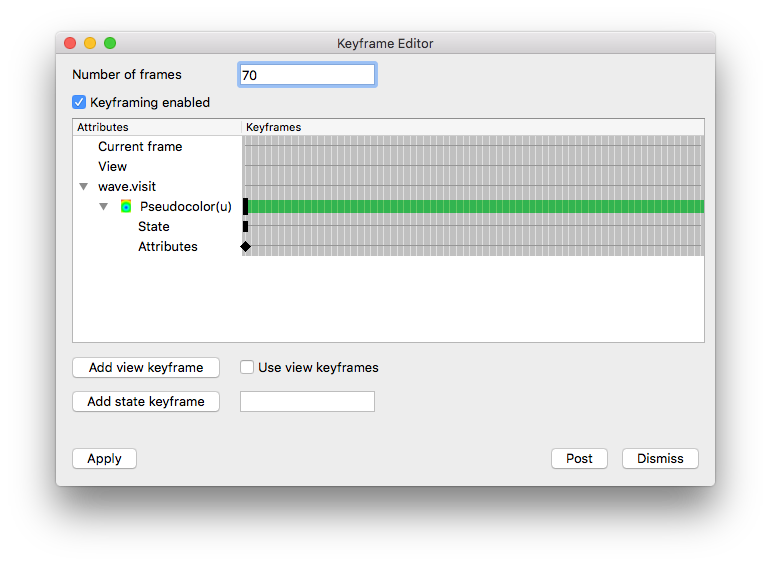 Keyframe Editor
Number of frames 70
Keyframing enabled
Attributes Keyframes
Current frame
View
wave.visit
Pseudocolor(u)
State
Attributes
Add view keyframe Use view keyframes
Add state keyframe
Apply Post Dismiss